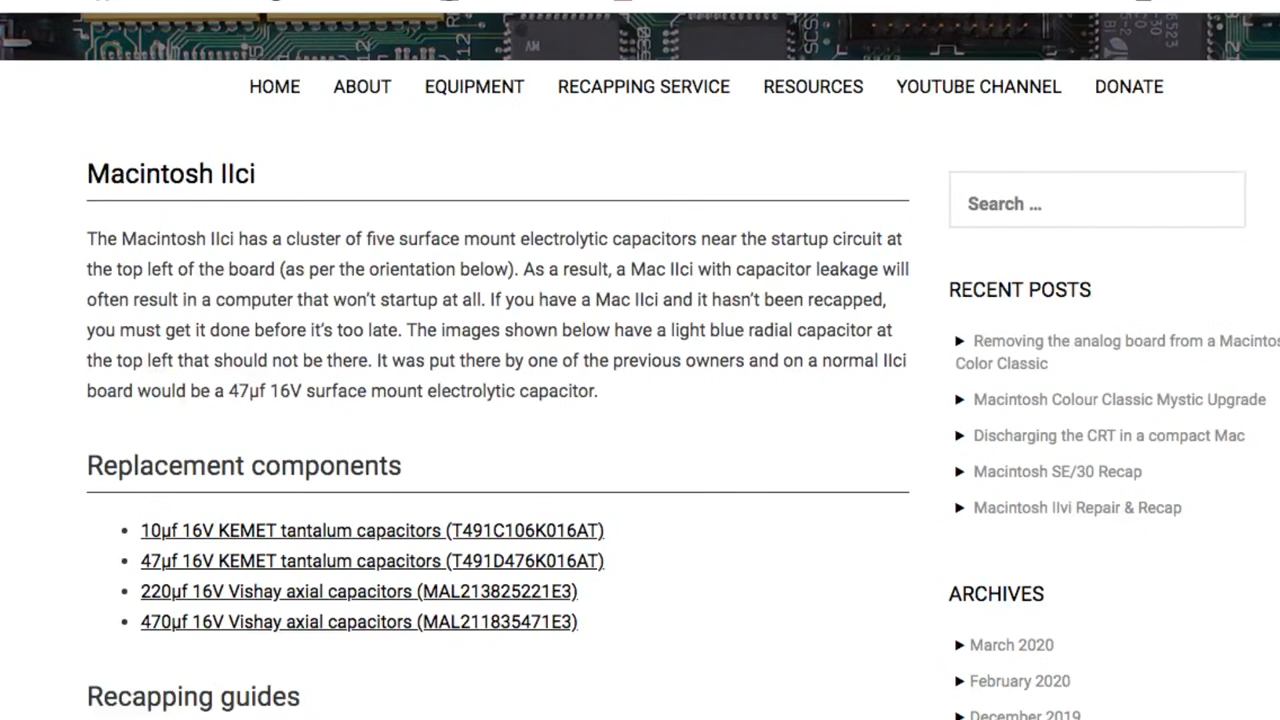 HOME ABOUT EQUIPMENT RECAPPING SERVICE RESOURCES YOUTUBE CHANNEL DONATE
Macintosh IIci
The Macintosh IIci has a cluster of five surface mount electrolytic capacitors near the startup circuit at
the top left of the board (as per the orientation below). As a result, a Mac IIci with capacitor leakage will
often result in a computer that won’t startup at all. If you have a Mac IIci and it hasn’t been recapped,
you must get it done before it’s too late. The images shown below have a light blue radial capacitor at
the top left that should not be there. It was put there by one of the previous owners and on a normal IIci
board would be a 47µf 16V surface mount electrolytic capacitor.
Replacement components
• 10µf 16V KEMET tantalum capacitors (T491C106K016AT)
• 47µf 16V KEMET tantalum capacitors (T491D476K016AT)
• 220µf 16V Vishay axial capacitors (MAL213825221E3)
• 470µf 16V Vishay axial capacitors (MAL211835471E3)
Recapping guides
Search …
RECENT POSTS
Removing the analog board from a Macintos
Color Classic
Macintosh Colour Classic Mystic Upgrade
Discharging the CRT in a compact Mac
Macintosh SE/30 Recap
Macintosh IIvi Repair & Recap
ARCHIVES
March 2020
February 2020
December 2019